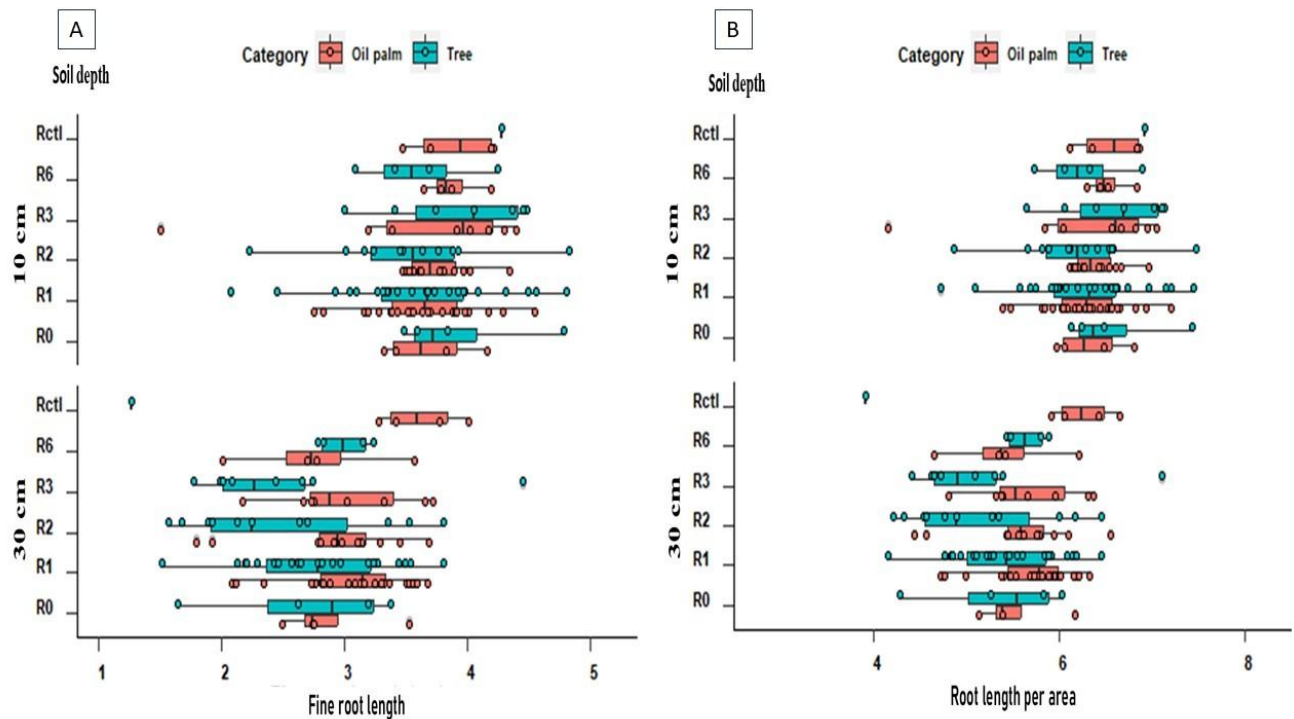 A
Category Oil palm Tree
Soil depth
10 cm
Rctl
R6
R3
R2
R1
R0
30 cm
Rctl
R6
R3
R2
R1
R0
1 2 3 4 5
Fine root length
B
Category Oil palm Tree
Soil depth
10 cm
Rctl
R6
R3
R2
R1
R0
30 cm
Rctl
R6
R3
R2
R1
R0
4 6 8
Root length per area